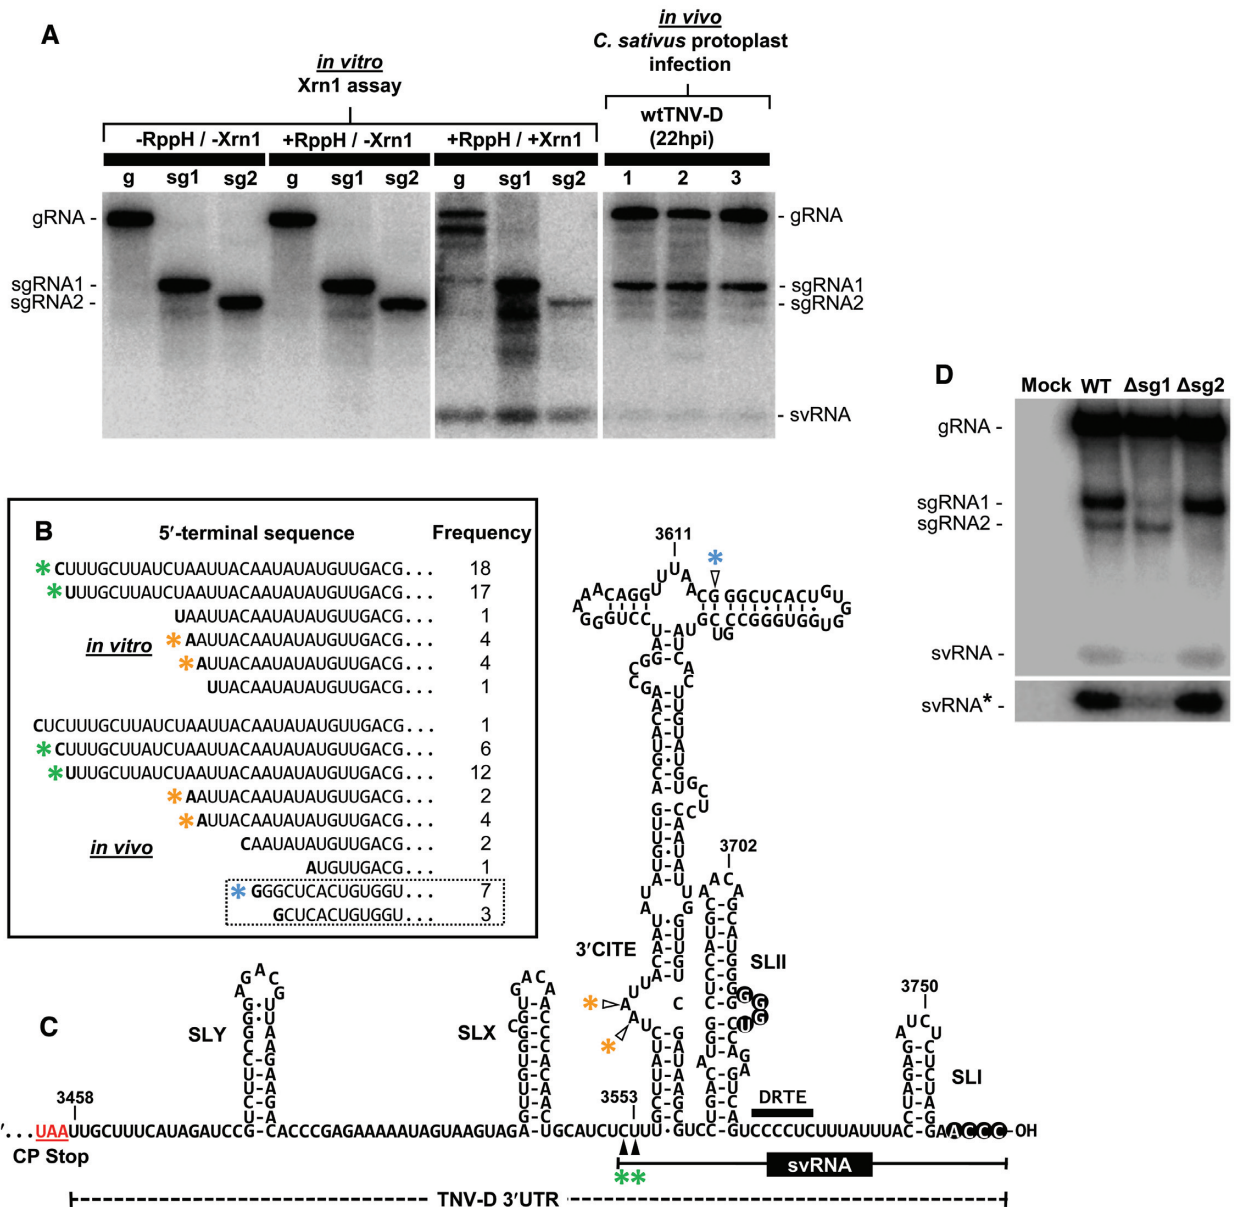 A
in vitro
Xrn1 assay
in vivo
C. sativus protoplast
infection
-RppH / -Xrn1
+RppH / -Xrn1
+RppH / +Xrn1
wtTNV-D
(22hpi)
g sg1 sg2 g sg1 sg2 g sg1 sg2 1 2 3
gRNA -
sgRNA1 -
sgRNA2 -
- gRNA
- sgRNA1
- sgRNA2
- svRNA
D
Mock WT Δsg1 Δsg2
gRNA -
sgRNA1 -
sgRNA2 -
svRNA -
svRNA* -
B
5′-terminal sequence Frequency
* CUUUGCUUAUCUAAUUACAAUAUAUGUUGACG... 18
* UUUGCUUAUCUAAUUACAAUAUAUGUUGACG... 17
UAAUUACAAUAUAUGUUGACG... 1
in vitro
* AAUUACAAUAUAUGUUGACG... 4
* AUUACAAUAUAUGUUGACG... 4
UUACAAUAUAUGUUGACG... 1
CUCUUUGCUUAUCUAAUUACAAUAUAUGUUGACG... 1
* CUUUGCUUAUCUAAUUACAAUAUAUGUUGACG... 6
* UUUGCUUAUCUAAUUACAAUAUAUGUUGACG... 12
* AAUUACAAUAUAUGUUGACG... 2
* AUUACAAUAUAUGUUGACG... 4
in vivo
CAAUAUAUGUUGACG... 2
AUGUUGACG... 1
* GGGCUCACUGUGGU... 7
GCUCACUGUGGU... 3
C
3611
*
3702
3′CITE
SLII
3750
SLY
SLX
SLI
*
*
3458
3553
DRTE
′...UAAUUGCUUUCAUAGAUCCG-CACCCGAGAAAAAUAGUAAGUAGA-UGCAUCUCUUU-GUCC-GUCCCCUCUUUAUUUAC-GAACCC-OH
CP Stop
**
svRNA
TNV-D 3′UTR